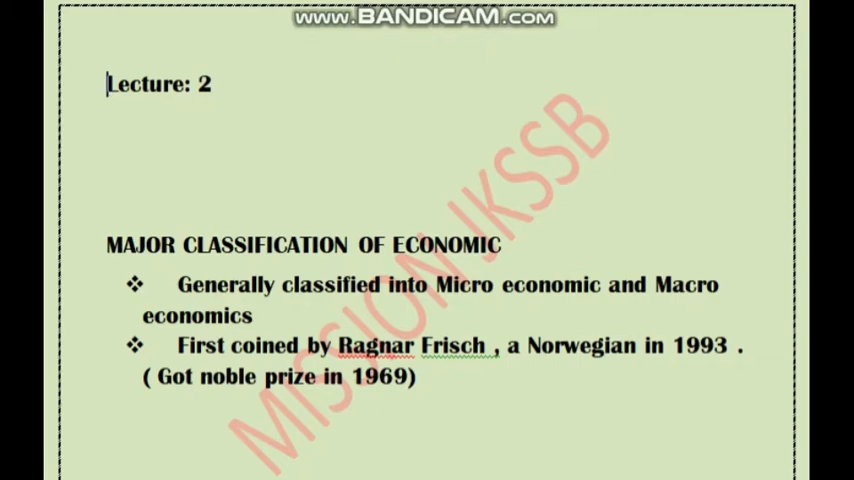 www.BANDICAM.com
Lecture: 2
MISSION JKSSB
MAJOR CLASSIFICATION OF ECONOMIC
❖ Generally classified into Micro economic and Macro
economics
❖ First coined by Ragnar Frisch , a Norwegian in 1993 .
( Got noble prize in 1969)